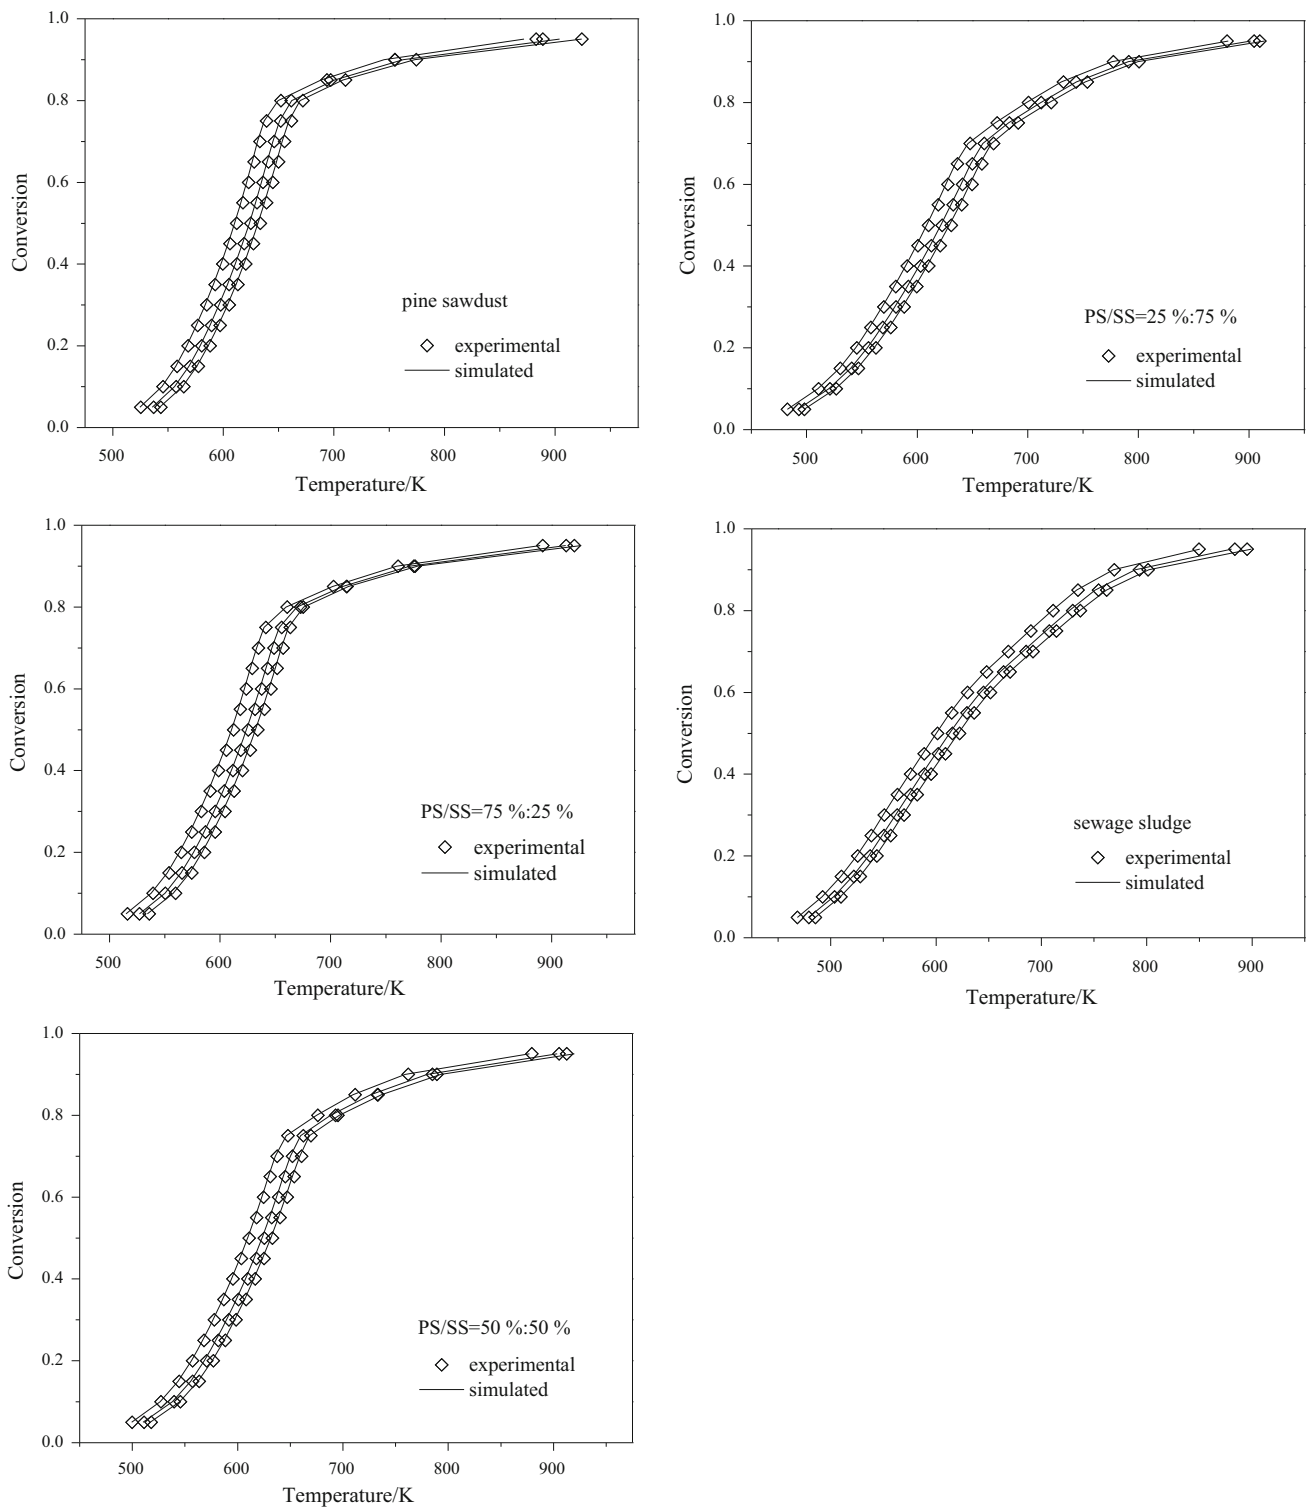 1.0
0.8
0.6
0.4
0.2
0.0
Conversion
500 600 700 800 900
Temperature/K
pine sawdust
experimental
simulated
1.0
0.8
0.6
0.4
0.2
0.0
Conversion
500 600 700 800 900
Temperature/K
PS/SS=25 %:75 %
experimental
simulated
1.0
0.8
0.6
0.4
0.2
0.0
Conversion
500 600 700 800 900
Temperature/K
PS/SS=75 %:25 %
experimental
simulated
1.0
0.8
0.6
0.4
0.2
0.0
Conversion
500 600 700 800 900
Temperature/K
sewage sludge
experimental
simulated
1.0
0.8
0.6
0.4
0.2
0.0
Conversion
500 600 700 800 900
Temperature/K
PS/SS=50 %:50 %
experimental
simulated